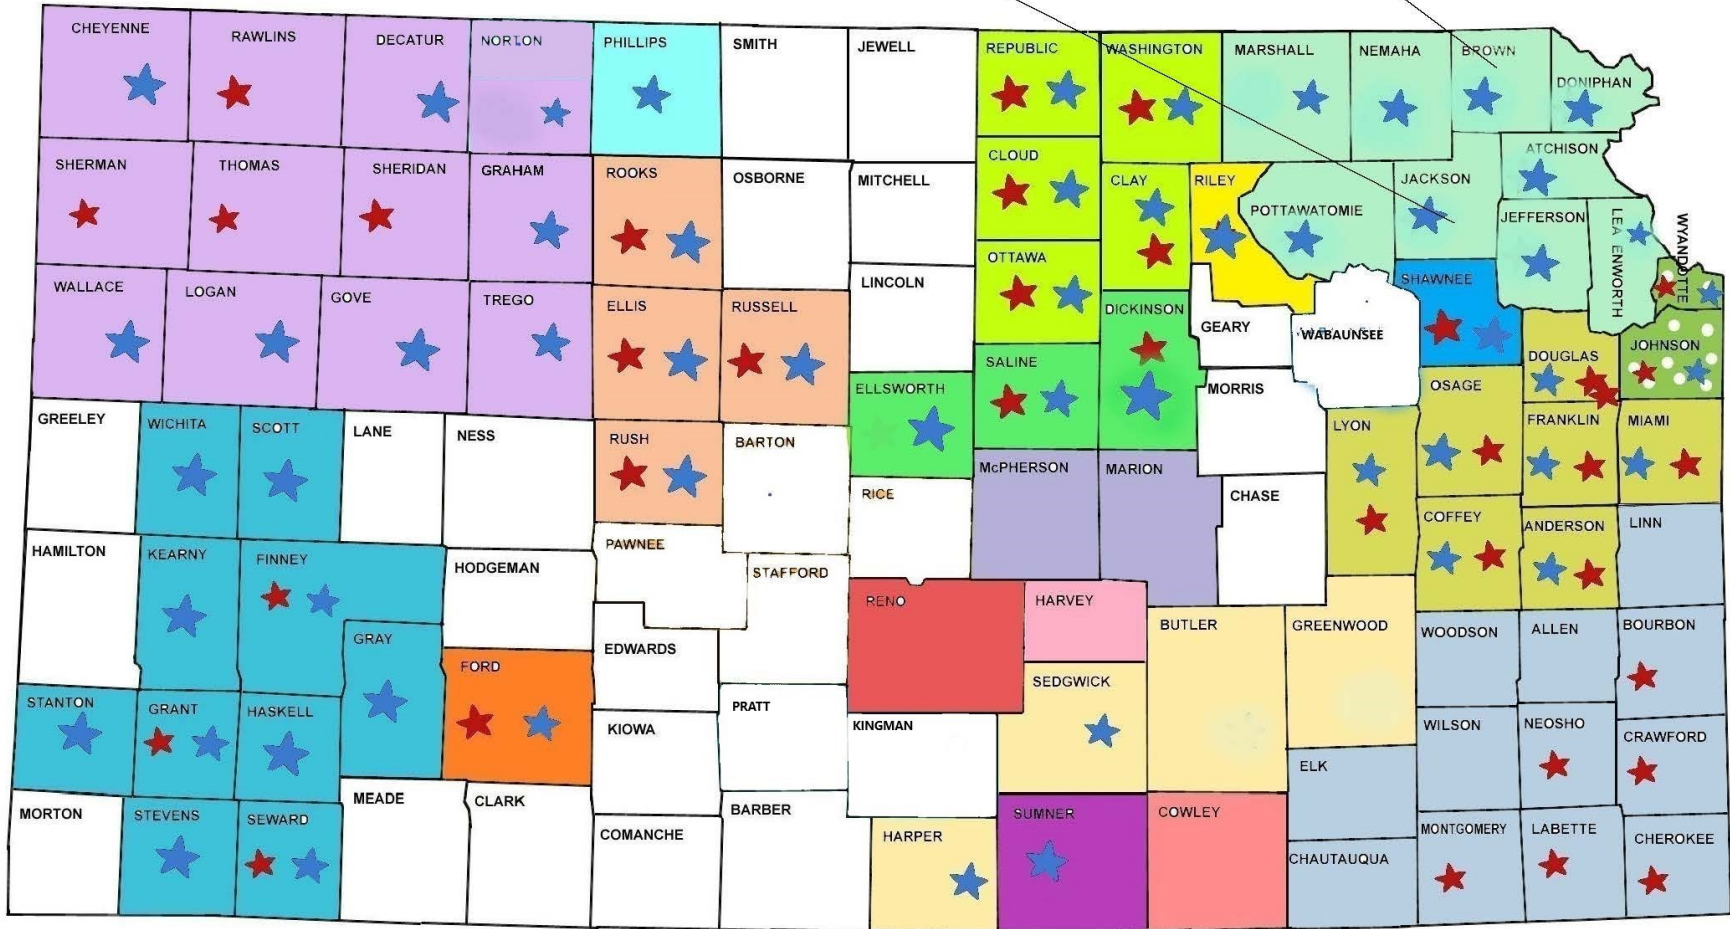 CHEYENNE
RAWLINS
DECATUR
NORTON
PHILLIPS
SMITH
JEWELL
REPUBLIC
WASHINGTON
MARSHALL
NEMAHA
BROWN
DONIPHAN
SHERMAN
THOMAS
SHERIDAN
GRAHAM
ROOKS
OSBORNE
MITCHELL
CLOUD
CLAY
RILEY
POTTAWATOMIE
JACKSON
ATCHISON
JEFFERSON
LEA ENWORTH
WYANDOTTE
WALLACE
LOGAN
GOVE
TREGO
ELLIS
RUSSELL
LINCOLN
OTTAWA
DICKINSON
GEARY
WABAUNSEE
SHAWNEE
DOUGLAS
JOHNSON
GREELEY
WICHITA
SCOTT
LANE
NESS
RUSH
BARTON
ELLSWORTH
SALINE
MORRIS
LYON
OSAGE
FRANKLIN
MIAMI
HAMILTON
KEARNY
FINNEY
HODGEMAN
PAWNEE
STAFFORD
RICE
McPHERSON
MARION
CHASE
COFFEY
ANDERSON
LINN
STANTON
GRANT
HASKELL
GRAY
FORD
EDWARDS
KIOWA
PRATT
RENO
HARVEY
SEDGWICK
KINGMAN
BUTLER
GREENWOOD
WOODSON
ALLEN
BOURBON
WILSON
NEOSHO
CRAWFORD
MORTON
STEVENS
SEWARD
MEADE
CLARK
COMANCHE
BARBER
HARPER
SUMNER
COWLEY
ELK
CHAUTAUQUA
MONTGOMERY
LABETTE
CHEROKEE